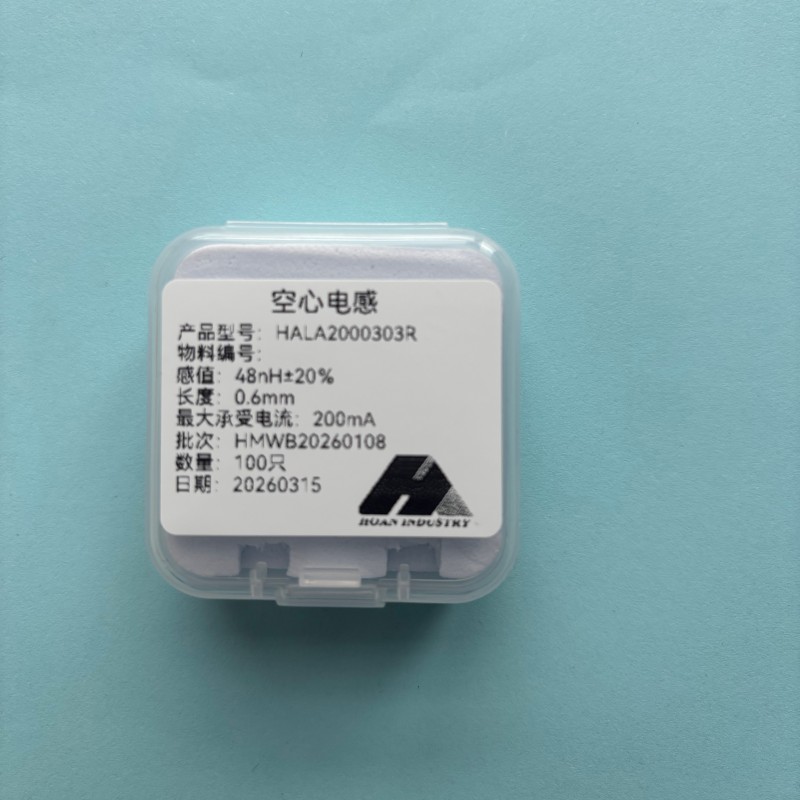 空心电感
产品型号: HALA2000303R
物料编号:
感值: 48nH±20%
长度: 0.6mm
最大承受电流: 200mA
批次: HMWB20260108
数量: 100只
日期: 20260315
HOAN INDUSTRY